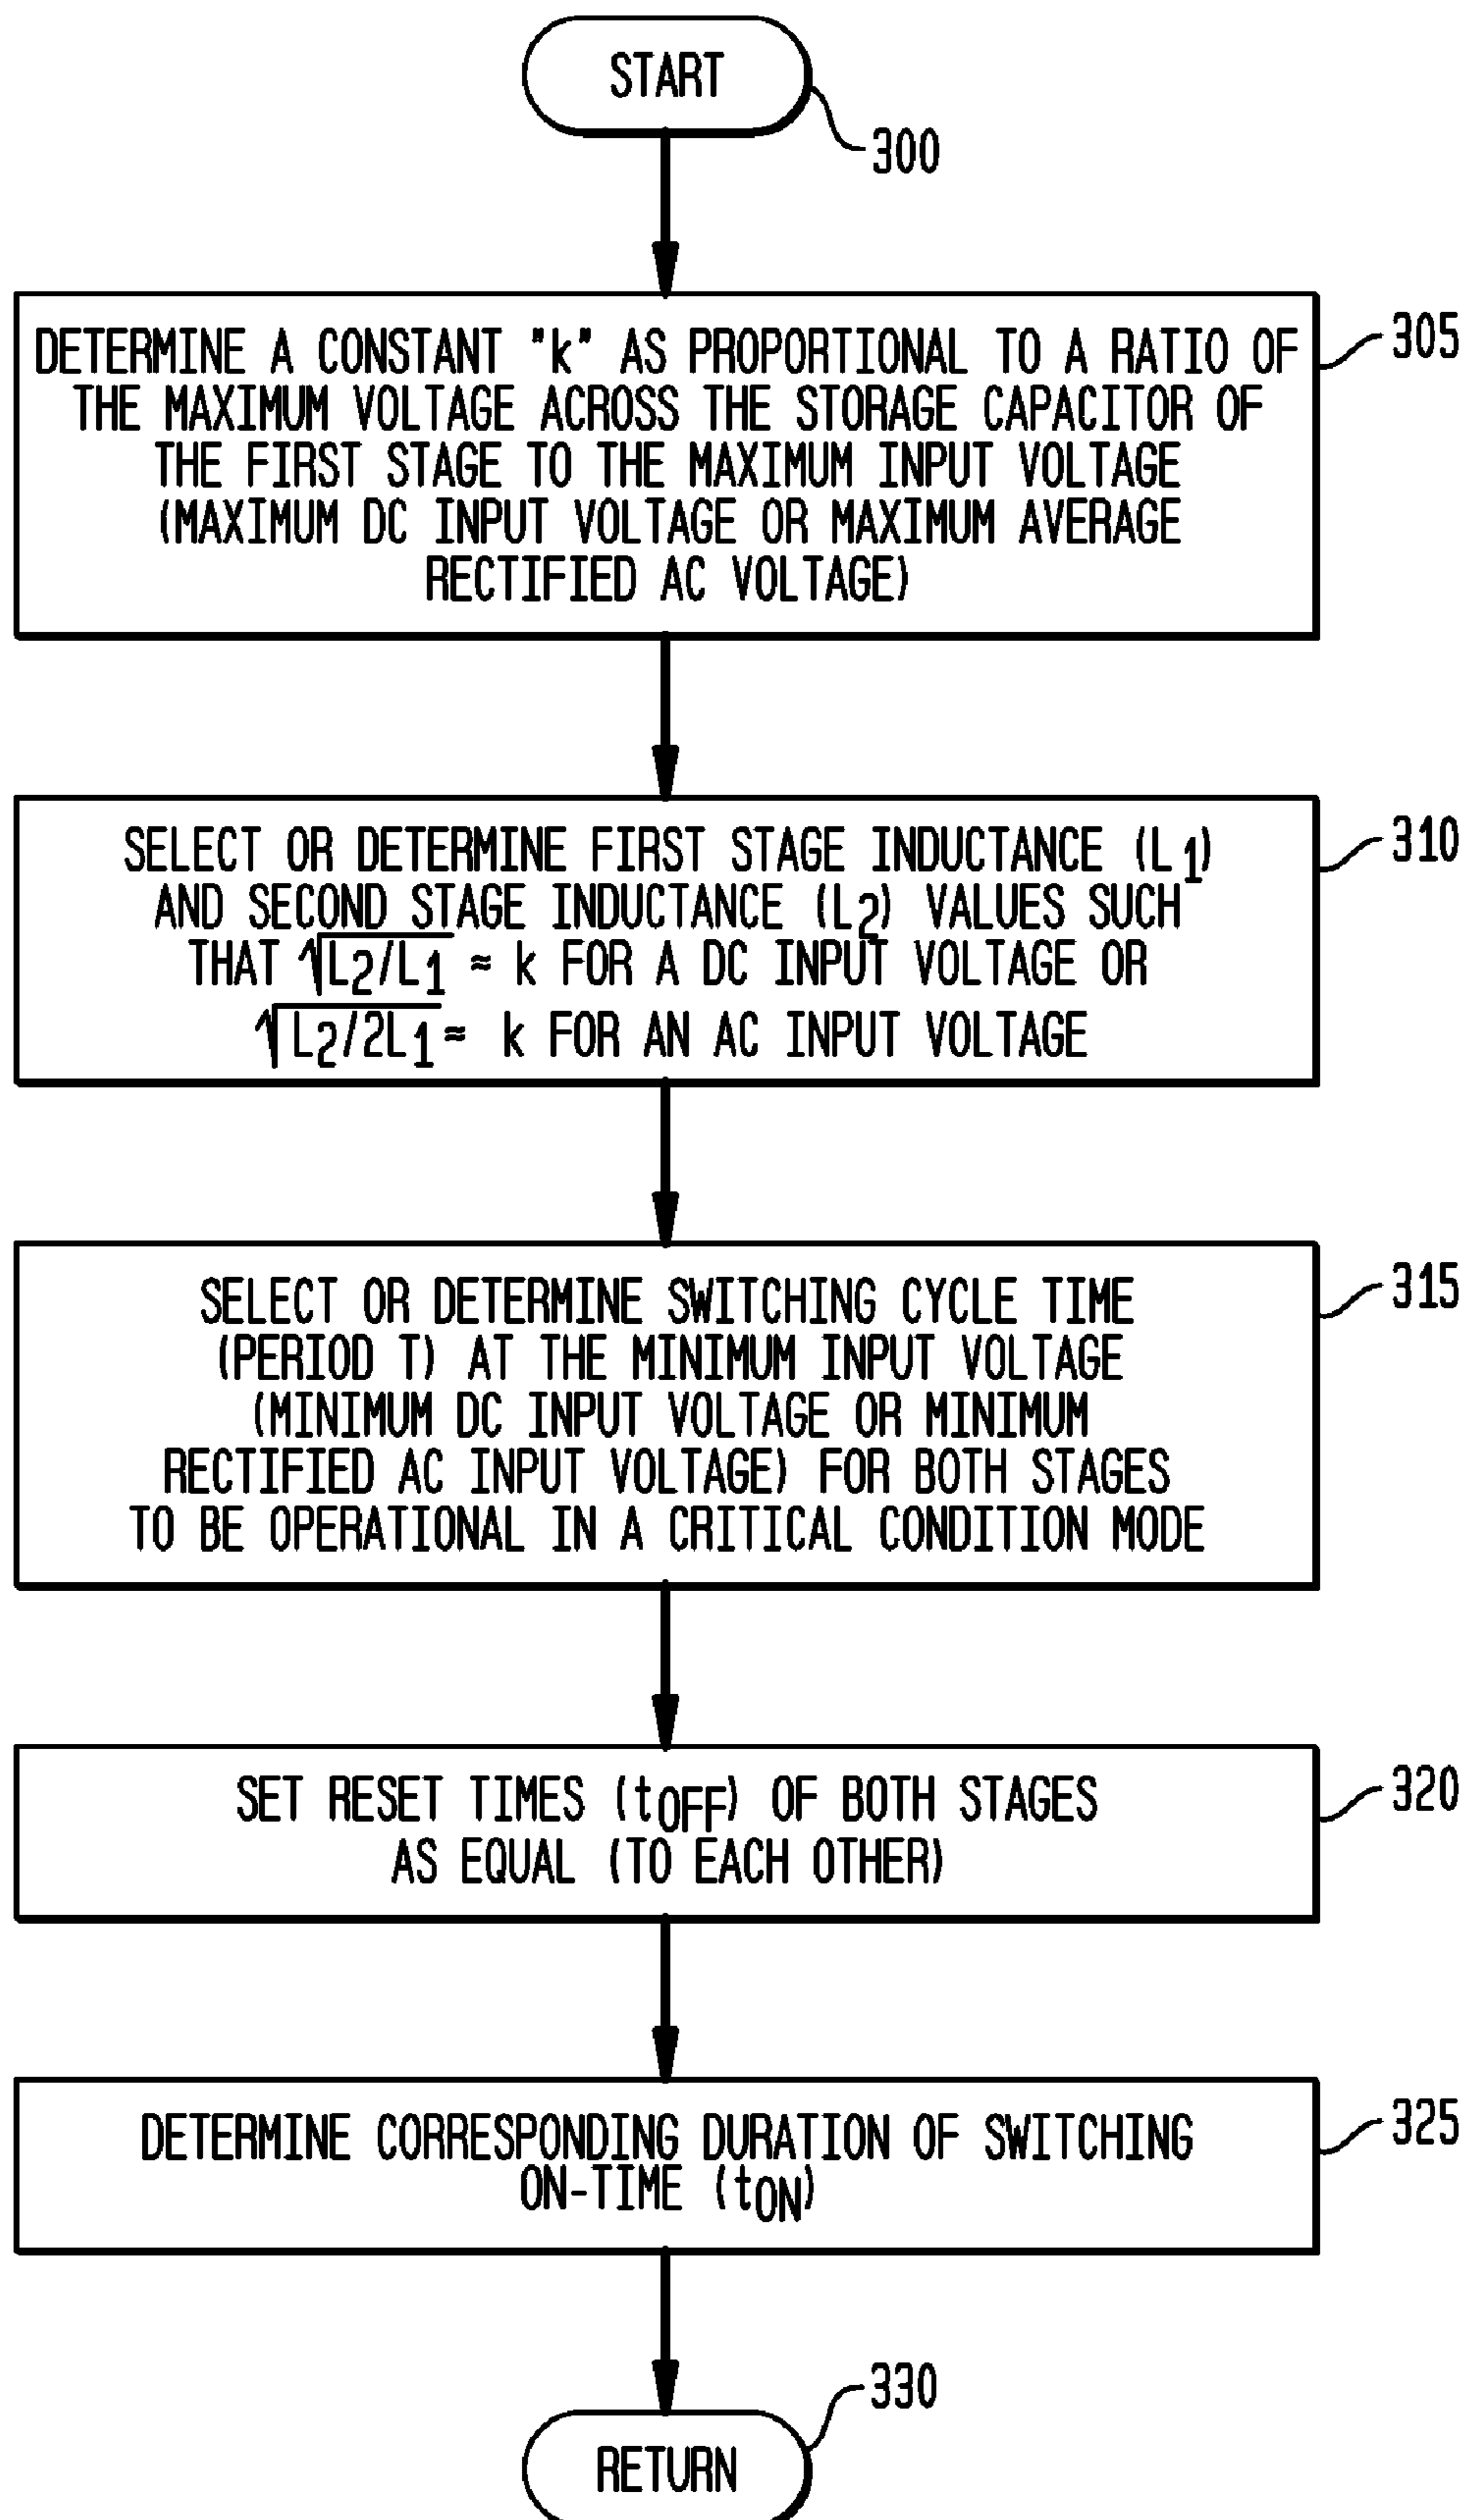 START
300
DETERMINE A CONSTANT "k" AS PROPORTIONAL TO A RATIO OF
THE MAXIMUM VOLTAGE ACROSS THE STORAGE CAPACITOR OF
THE FIRST STAGE TO THE MAXIMUM INPUT VOLTAGE
(MAXIMUM DC INPUT VOLTAGE OR MAXIMUM AVERAGE
RECTIFIED AC VOLTAGE)
305
SELECT OR DETERMINE FIRST STAGE INDUCTANCE (L1)
AND SECOND STAGE INDUCTANCE (L2) VALUES SUCH
THAT √L2/L1 ≈ k FOR A DC INPUT VOLTAGE OR
√L2/2L1 ≈ k FOR AN AC INPUT VOLTAGE
310
SELECT OR DETERMINE SWITCHING CYCLE TIME
(PERIOD T) AT THE MINIMUM INPUT VOLTAGE
(MINIMUM DC INPUT VOLTAGE OR MINIMUM
RECTIFIED AC INPUT VOLTAGE) FOR BOTH STAGES
TO BE OPERATIONAL IN A CRITICAL CONDITION MODE
315
SET RESET TIMES (tOFF) OF BOTH STAGES
AS EQUAL (TO EACH OTHER)
320
DETERMINE CORRESPONDING DURATION OF SWITCHING
ON-TIME (tON)
325
330
RETURN